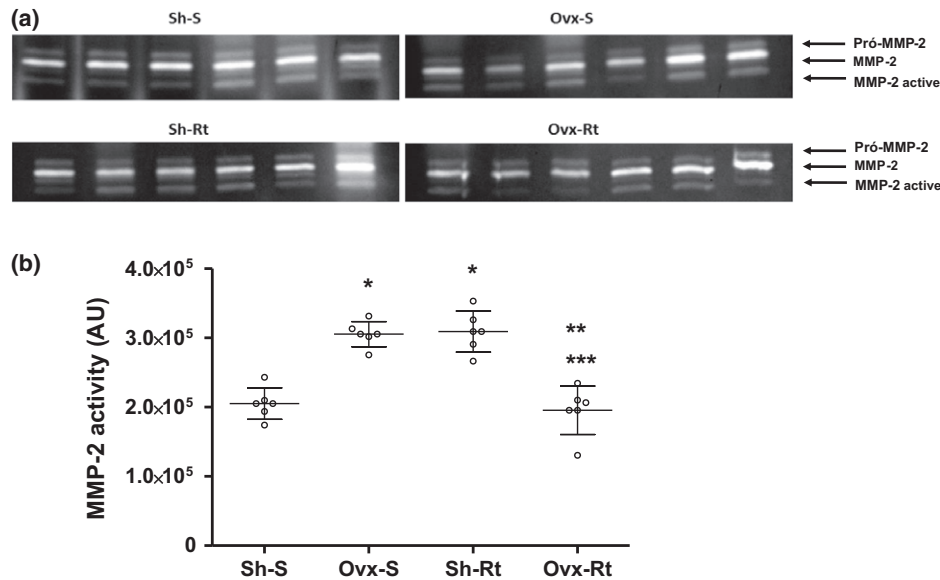 (a)
Sh-S
Ovx-S
Pró-MMP-2
MMP-2
MMP-2 active
Sh-Rt
Ovx-Rt
Pró-MMP-2
MMP-2
MMP-2 active
(b)
MMP-2 activity (AU)
4.0×10⁵
3.0×10⁵
2.0×10⁵
1.0×10⁵
0
*
*
**
***
Sh-S Ovx-S Sh-Rt Ovx-Rt